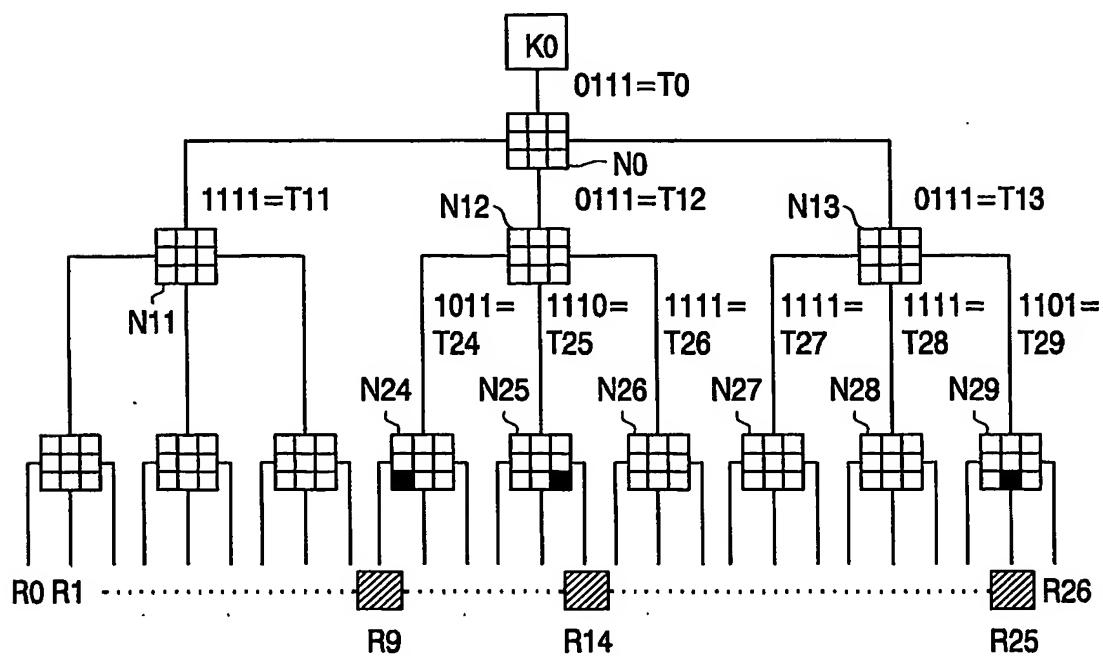 K0
0111=T0
N0
1111=T11
N12
0111=T12
N13
0111=T13
N11
1011=
T24
1110=
T25
1111=
T26
1111=
T27
1111=
T28
1101=
T29
N24
N25
N26
N27
N28
N29
R0 R1
R26
R9
R14
R25